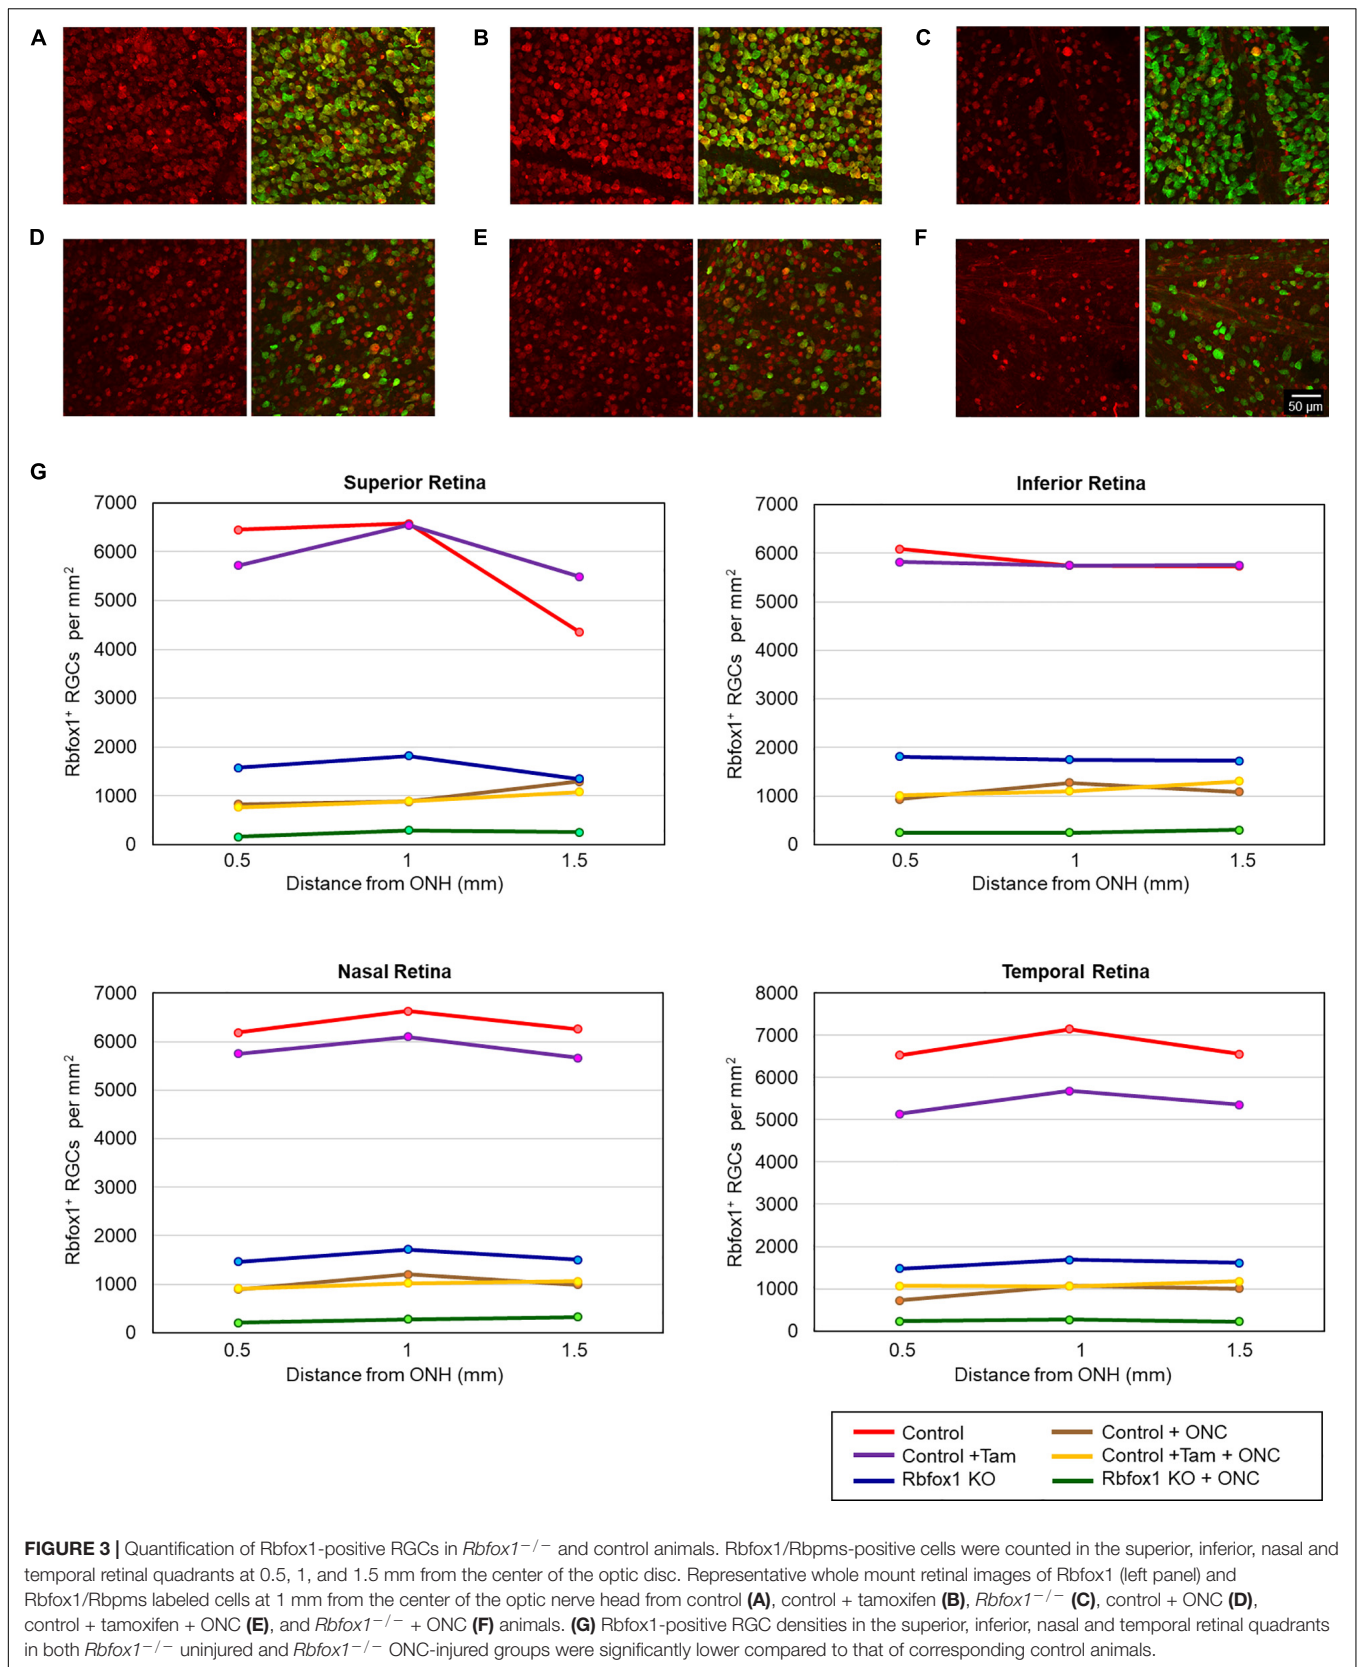 A
B
C
D
E
F
50 µm
G
Superior Retina
7000
6000
5000
4000
3000
2000
1000
0
Rbfox1⁺ RGCs per mm²
0.5 1 1.5
Distance from ONH (mm)
Inferior Retina
7000
6000
5000
4000
3000
2000
1000
0
Rbfox1⁺ RGCs per mm²
0.5 1 1.5
Distance from ONH (mm)
Nasal Retina
7000
6000
5000
4000
3000
2000
1000
0
Rbfox1⁺ RGCs per mm²
0.5 1 1.5
Distance from ONH (mm)
Temporal Retina
8000
7000
6000
5000
4000
3000
2000
1000
0
Rbfox1⁺ RGCs per mm²
0.5 1 1.5
Distance from ONH (mm)
Control
Control +Tam
Rbfox1 KO
Control + ONC
Control +Tam + ONC
Rbfox1 KO + ONC
FIGURE 3 | Quantification of Rbfox1-positive RGCs in Rbfox1⁻/⁻ and control animals. Rbfox1/Rbpms-positive cells were counted in the superior, inferior, nasal and
temporal retinal quadrants at 0.5, 1, and 1.5 mm from the center of the optic disc. Representative whole mount retinal images of Rbfox1 (left panel) and
Rbfox1/Rbpms labeled cells at 1 mm from the center of the optic nerve head from control (A), control + tamoxifen (B), Rbfox1⁻/⁻ (C), control + ONC (D),
control + tamoxifen + ONC (E), and Rbfox1⁻/⁻ + ONC (F) animals. (G) Rbfox1-positive RGC densities in the superior, inferior, nasal and temporal retinal quadrants
in both Rbfox1⁻/⁻ uninjured and Rbfox1⁻/⁻ ONC-injured groups were significantly lower compared to that of corresponding control animals.